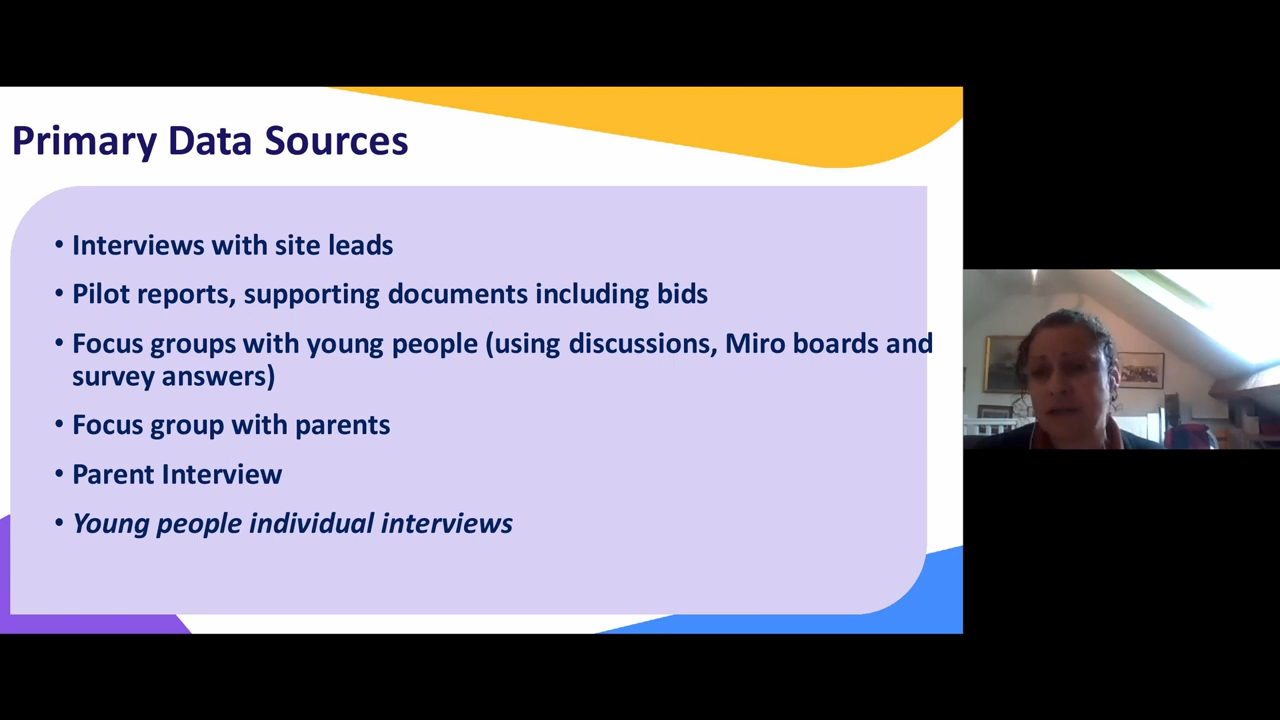 Primary Data Sources
• Interviews with site leads
• Pilot reports, supporting documents including bids
• Focus groups with young people (using discussions, Miro boards and
survey answers)
• Focus group with parents
• Parent Interview
• Young people individual interviews